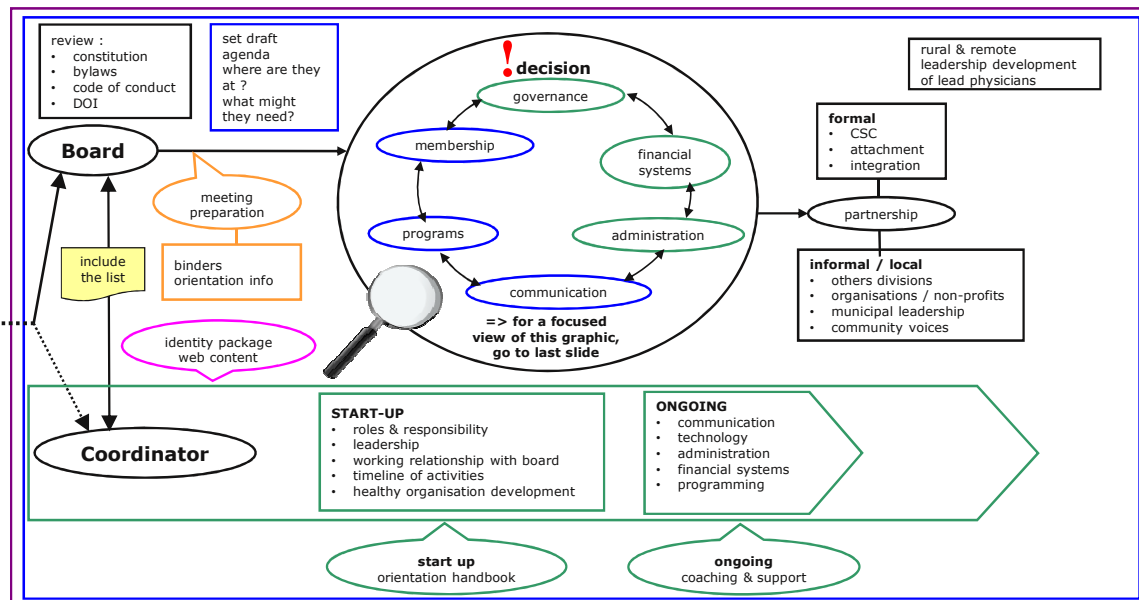 review :
• constitution
• bylaws
• code of conduct
• DOI
set draft
agenda
where are they
at ?
what might
they need?
! decision
governance
membership
financial
systems
programs
administration
communication
=> for a focused
view of this graphic,
go to last slide
rural & remote
leadership development
of lead physicians
formal
• CSC
• attachment
• integration
partnership
informal / local
• others divisions
• organisations / non-profits
• municipal leadership
• community voices
Board
meeting
preparation
include
the list
binders
orientation info
identity package
web content
Coordinator
START-UP
• roles & responsibility
• leadership
• working relationship with board
• timeline of activities
• healthy organisation development
ONGOING
• communication
• technology
• administration
• financial systems
• programming
start up
orientation handbook
ongoing
coaching & support